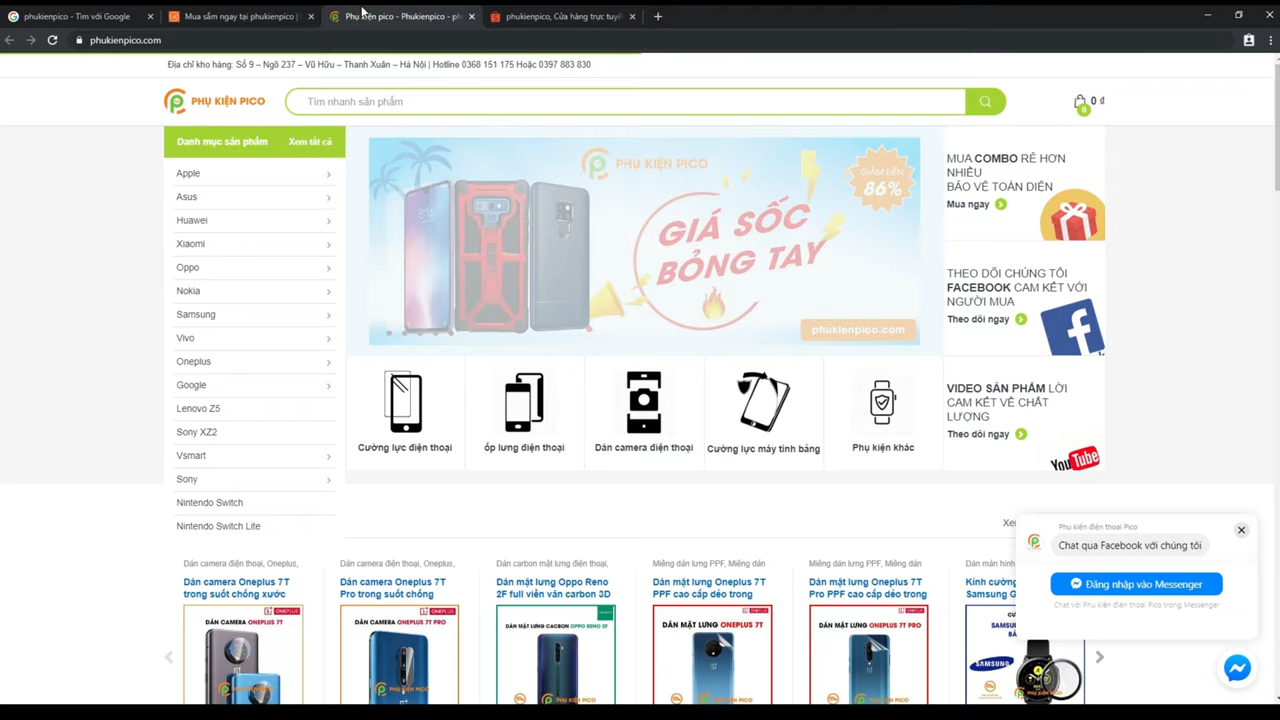 phukienpico - Tìm với Google
Mua sắm ngay tại phukienpico |
Phụ kiện pico - Phukienpico - ph
phukienpico, Cửa hàng trực tuyế
phukienpico.com
Địa chỉ kho hàng: Số 9 – Ngõ 237 – Vũ Hữu – Thanh Xuân – Hà Nội | Hotline 0368 151 175 Hoặc 0397 883 830
PHỤ KIỆN PICO
Tìm nhanh sản phẩm
0 ₫
0
Danh mục sản phẩm
Xem tất cả
Apple
Asus
Huawei
Xiaomi
Oppo
Nokia
Samsung
Vivo
Oneplus
Google
Lenovo Z5
Sony XZ2
Vsmart
Sony
Nintendo Switch
Nintendo Switch Lite
PHỤ KIỆN PICO
GIẢM ĐẾN
86%
GIÁ SỐC
BỎNG TAY
phukienpico.com
MUA COMBO RẺ HƠN
NHIỀU
BẢO VỆ TOÀN DIỆN
Mua ngay
THEO DÕI CHÚNG TÔI
FACEBOOK CAM KẾT VỚI
NGƯỜI MUA
Theo dõi ngay
VIDEO SẢN PHẨM LỜI
CAM KẾT VỀ CHẤT
LƯỢNG
Theo dõi ngay
YouTube
Cường lực điện thoại
ốp lưng điện thoại
Dán camera điện thoại
Cường lực máy tính bảng
Phụ kiện khác
Dán camera điện thoại, Oneplus,
Dán camera Oneplus 7T
trong suốt chống xước
DÁN CAMERA ONEPLUS 7T
Dán camera điện thoại, Oneplus,
Dán camera Oneplus 7T
Pro trong suốt chống
DÁN CAMERA ONEPLUS 7T PRO
Dán carbon mặt lưng điện thoại,
Dán mặt lưng Oppo Reno
2F full viền vân carbon 3D
DÁN MẶT LƯNG CACBON OPPO RENO 2F
Miếng dán lưng PPF, Miếng dán
Dán mặt lưng Oneplus 7T
PPF cao cấp dẻo trong
DÁN MẶT LƯNG ONEPLUS 7T
Miếng dán lưng PPF, Miếng dán
Dán mặt lưng Oneplus 7T
Pro PPF cao cấp dẻo trong
DÁN MẶT LƯNG ONEPLUS 7T PRO
Dán màn hình
Kính cường
Samsung G
SAMSUNG
Phụ kiện điện thoại Pico
Chat qua Facebook với chúng tôi
Đăng nhập vào Messenger
Chat với Phụ kiện điện thoại Pico trong Messenger